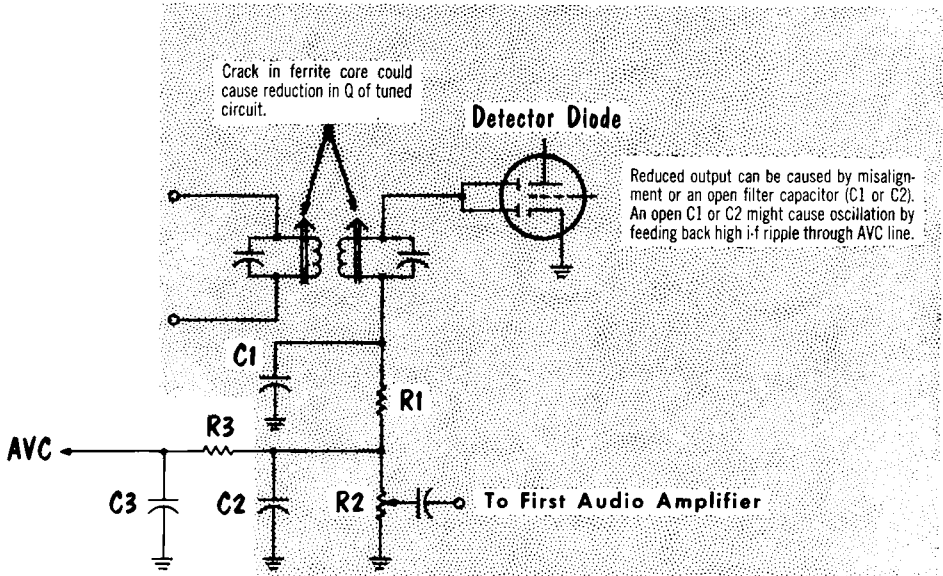 Crack in ferrite core could
cause reduction in Q of tuned
circuit.
Detector Diode
Reduced output can be caused by misalign-
ment or an open filter capacitor (C1 or C2).
An open C1 or C2 might cause oscillation by
feeding back high i-f ripple through AVC line.
C1
R1
R3
AVC
C3
C2
R2
To First Audio Amplifier